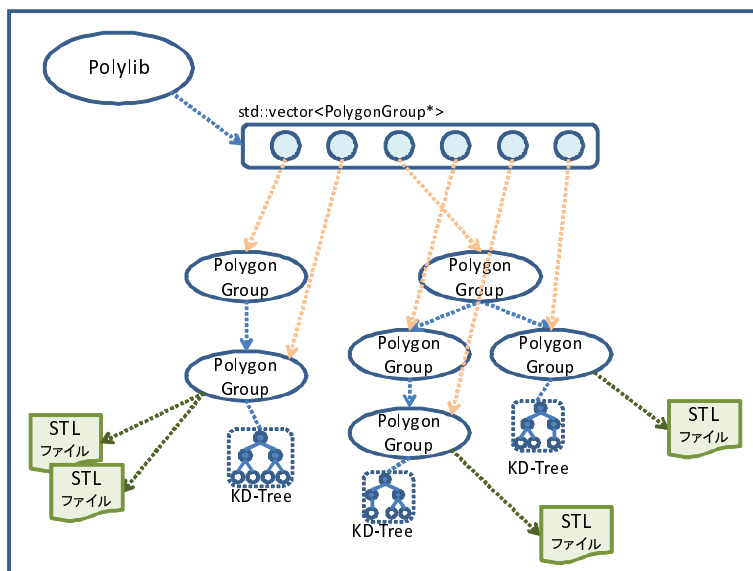 Polylib
std::vector<PolygonGroup*>
Polygon
Group
Polygon
Group
Polygon
Group
Polygon
Group
Polygon
Group
Polygon
Group
STL
ファイル
STL
ファイル
STL
ファイル
STL
ファイル
KD-Tree
KD-Tree
KD-Tree